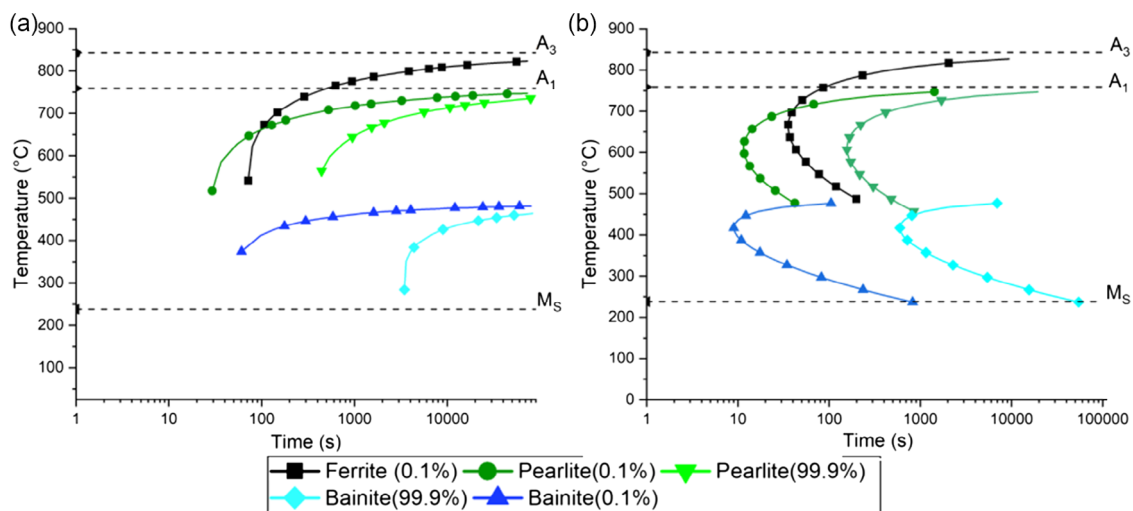 (a)
900
800
700
600
500
400
300
200
100
Temperature (°C)
1
10
100
1000
10000
Time (s)
A3
A1
MS
(b)
900
800
700
600
500
400
300
200
100
0
Temperature (°C)
1
10
100
1000
10000
100000
Time (s)
A3
A1
MS
Ferrite (0.1%) Pearlite(0.1%) Pearlite(99.9%)
Bainite(99.9%) Bainite(0.1%)